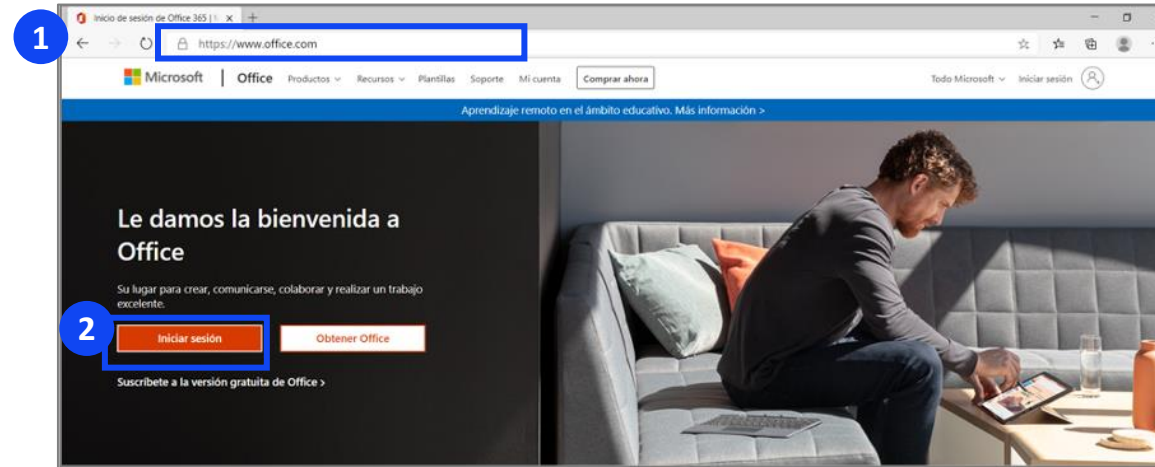 Inicio de sesión de Office 365 |
1
https://www.office.com
Microsoft | Office Productos Recursos Plantillas Soporte Mi cuenta Comprar ahora Todo Microsoft Iniciar sesión
Aprendizaje remoto en el ámbito educativo. Más información >
Le damos la bienvenida a
Office
Su lugar para crear, comunicarse, colaborar y realizar un trabajo
excelente.
2
Iniciar sesión Obtener Office
Suscríbete a la versión gratuita de Office >